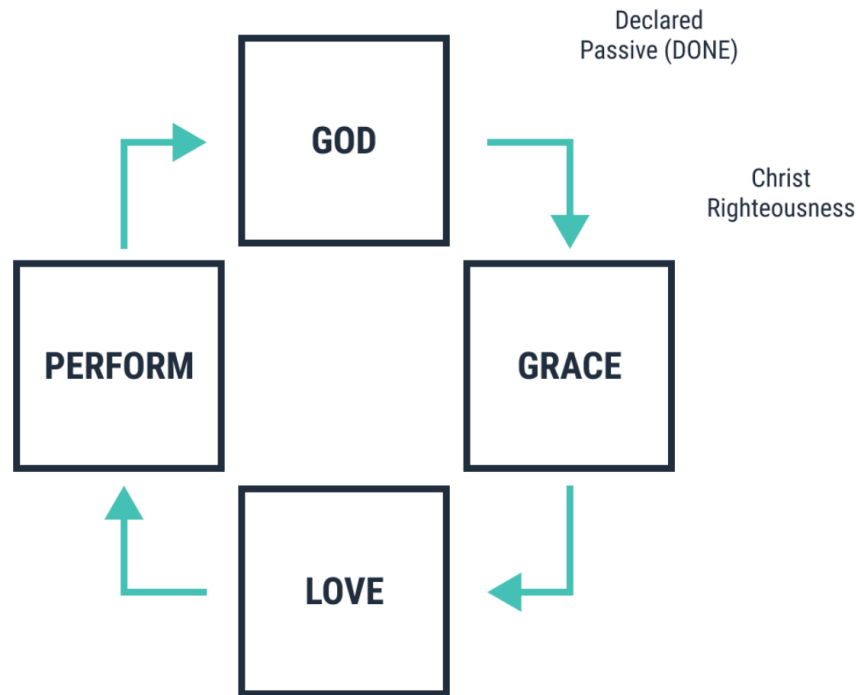 Declared
Passive (DONE)
GOD
Christ
Righteousness
PERFORM
GRACE
LOVE